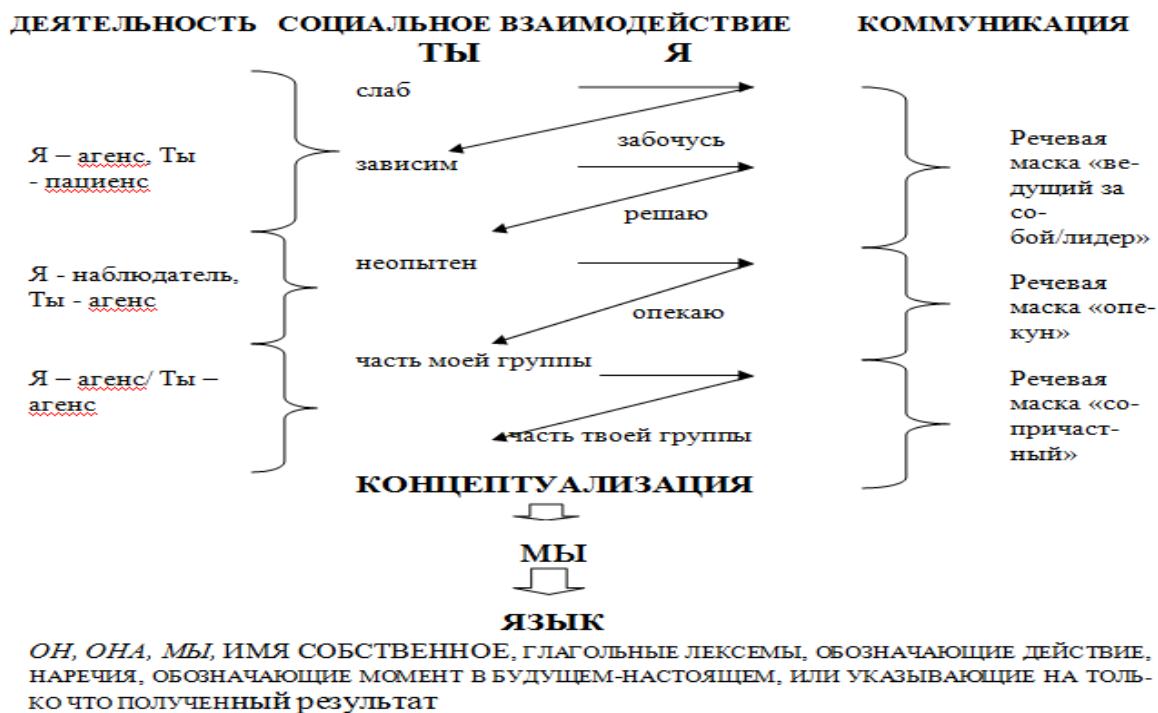 ДЕЯТЕЛЬНОСТЬ СОЦИАЛЬНОЕ ВЗАИМОДЕЙСТВИЕ КОММУНИКАЦИЯ
ТЫ Я
слаб
забочусь
зависим
решаю
неопытен
опекаю
часть моей группы
часть твоей группы
Я – агенс, Ты
- пациенс
Я - наблюдатель,
Ты - агенс
Я – агенс/ Ты –
агенс
Речевая
маска «ве-
дущий за
со-
бой/лидер»
Речевая
маска «опе-
кун»
Речевая
маска «со-
причаст-
ный»
КОНЦЕПТУАЛИЗАЦИЯ
МЫ
ЯЗЫК
ОН, ОНА, МЫ, ИМЯ СОБСТВЕННОЕ, ГЛАГОЛЬНЫЕ ЛЕКСЕМЫ, ОБОЗНАЧАЮЩИЕ ДЕЙСТВИЕ,
НАРЕЧИЯ, ОБОЗНАЧАЮЩИЕ МОМЕНТ В БУДУЩЕМ-НАСТОЯЩЕМ, ИЛИ УКАЗЫВАЮЩИЕ НА ТОЛЬ-
КО ЧТО ПОЛУЧЕнный результат